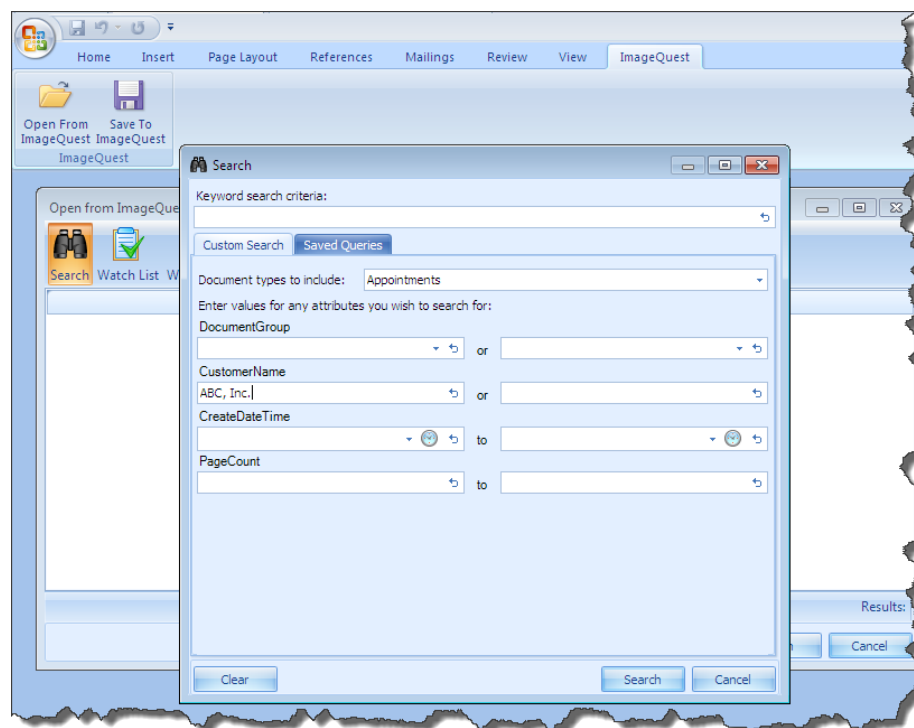 Home Insert Page Layout References Mailings Review View ImageQuest
Open From ImageQuest
Save To ImageQuest
ImageQuest
Open from ImageQue
Search Watch List W
Search
Keyword search criteria:
Custom Search Saved Queries
Document types to include: Appointments
Enter values for any attributes you wish to search for:
DocumentGroup
or
CustomerName
ABC, Inc. or
CreateDateTime
to
PageCount
to
Results:
Cancel
Clear Search Cancel